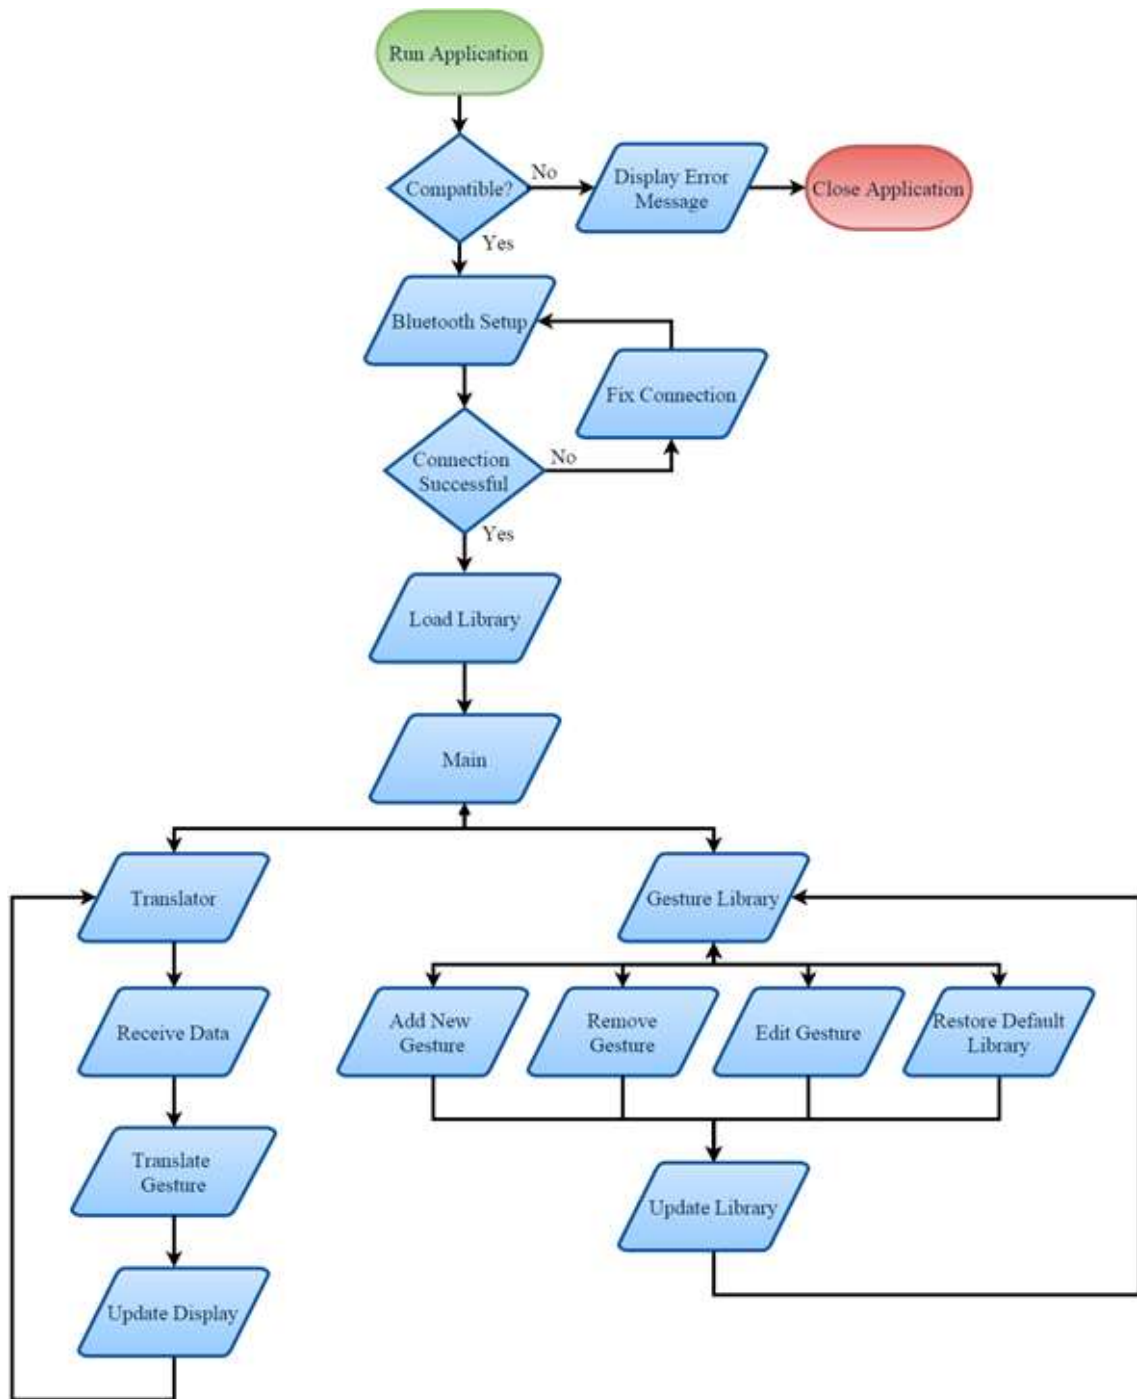 Run Application
Compatible?
No
Display Error
Message
Close Application
Yes
Bluetooth Setup
Fix Connection
Connection
Successful
No
Yes
Load Library
Main
Translator
Gesture Library
Receive Data
Add New
Gesture
Remove
Gesture
Edit Gesture
Restore Default
Library
Translate
Gesture
Update Library
Update Display